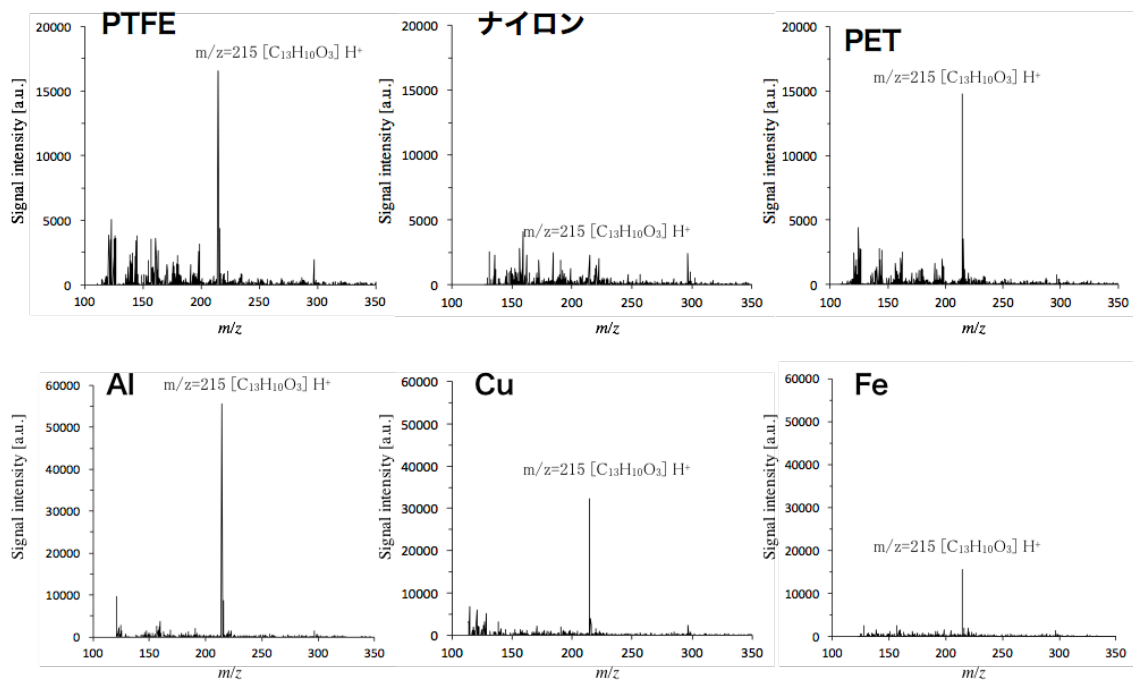 PTFE
m/z=215 [C₁₃H₁₀O₃] H⁺
20000
15000
10000
5000
0
100 150 200 250 300 350
Signal intensity [a.u.]
m/z
ナイロン
m/z=215 [C₁₃H₁₀O₃] H⁺
20000
15000
10000
5000
0
100 150 200 250 300 350
Signal intensity [a.u.]
m/z
PET
m/z=215 [C₁₃H₁₀O₃] H⁺
20000
15000
10000
5000
0
100 150 200 250 300 350
Signal intensity [a.u.]
m/z
Al
m/z=215 [C₁₃H₁₀O₃] H⁺
60000
50000
40000
30000
20000
10000
0
100 150 200 250 300 350
Signal intensity [a.u.]
m/z
Cu
m/z=215 [C₁₃H₁₀O₃] H⁺
60000
50000
40000
30000
20000
10000
0
100 150 200 250 300 350
Signal intensity [a.u.]
m/z
Fe
m/z=215 [C₁₃H₁₀O₃] H⁺
60000
50000
40000
30000
20000
10000
0
100 150 200 250 300 350
Signal intensity [a.u.]
m/z